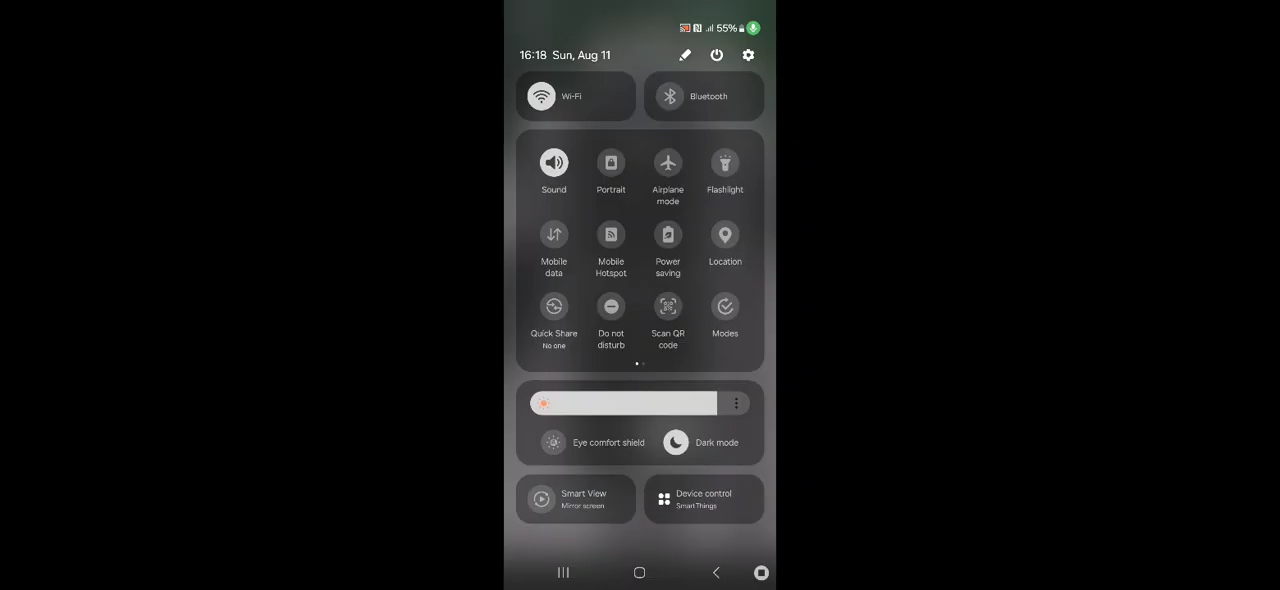 55%
16:18 Sun, Aug 11
Wi-Fi Bluetooth
Sound Portrait Airplane mode Flashlight
Mobile data Mobile Hotspot Power saving Location
Quick Share Do not disturb Scan QR code Modes
No one
Eye comfort shield Dark mode
Smart View Device control
Mirror screen SmartThings